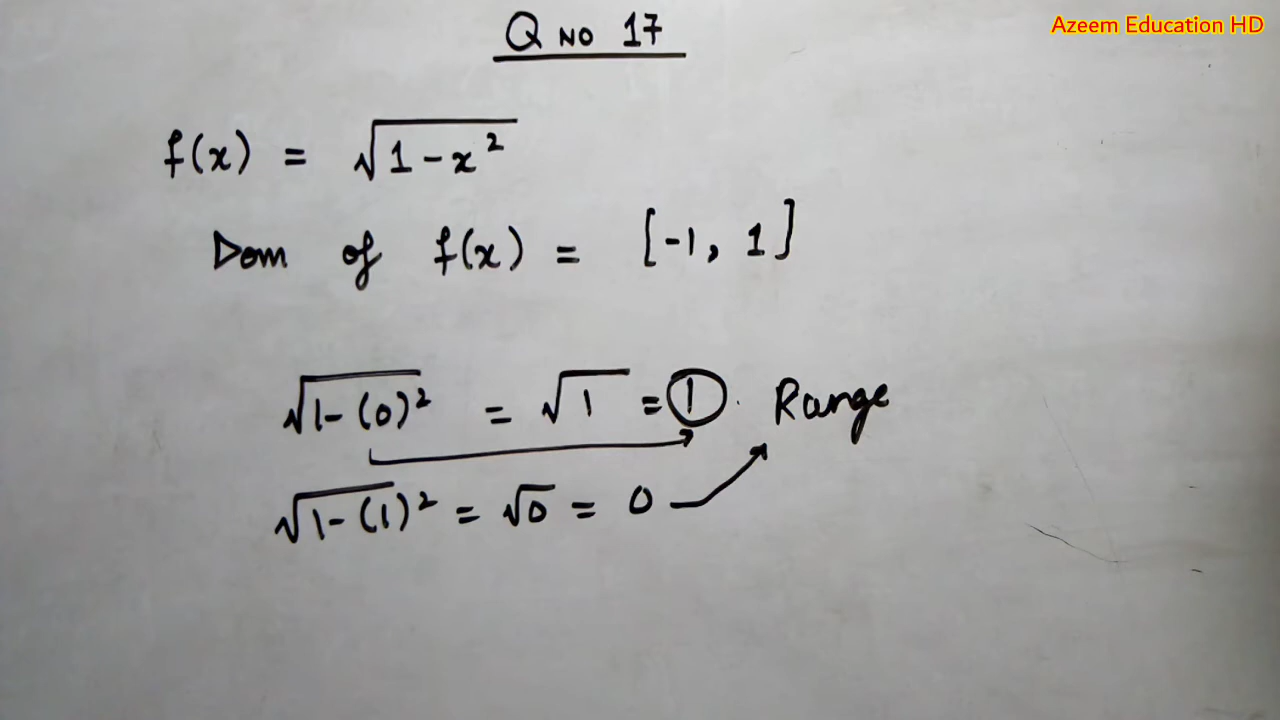 Azeem Education HD
Q NO 17
f(x) = √(1-x²)
Dom of f(x) = [-1, 1]
√(1-(0)²) = √1 = 1. Range
√(1-(1)²) = √0 = 0